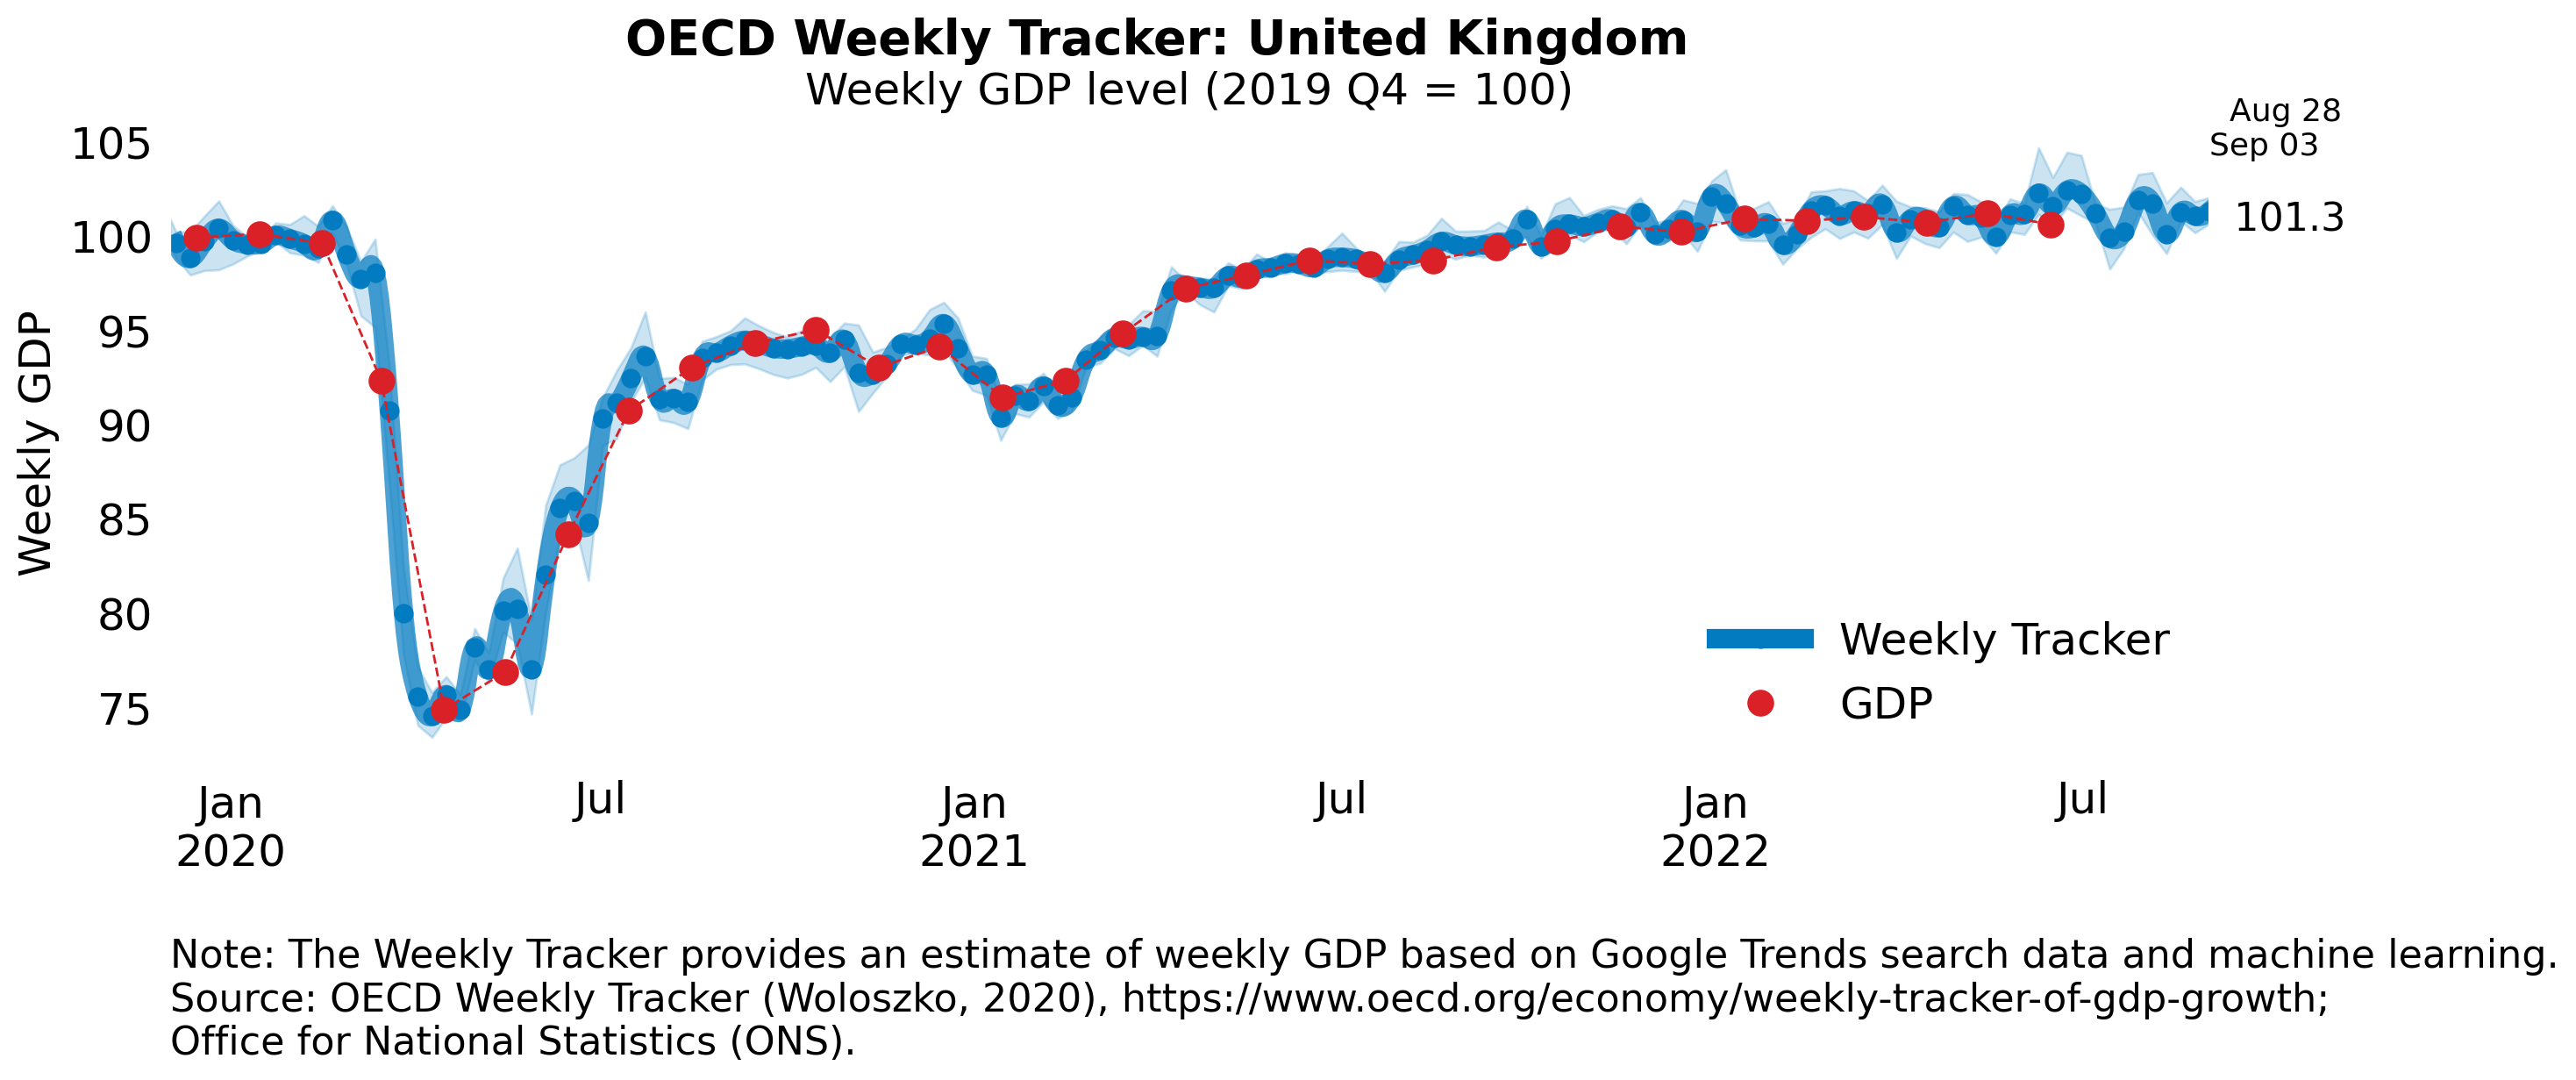 OECD Weekly Tracker: United Kingdom
Weekly GDP level (2019 Q4 = 100)
Aug 28
Sep 03
101.3
Weekly GDP
105
100
95
90
85
80
75
Weekly Tracker
GDP
Jan
2020
Jul
Jan
2021
Jul
Jan
2022
Jul
Note: The Weekly Tracker provides an estimate of weekly GDP based on Google Trends search data and machine learning.
Source: OECD Weekly Tracker (Woloszko, 2020), https://www.oecd.org/economy/weekly-tracker-of-gdp-growth;
Office for National Statistics (ONS).